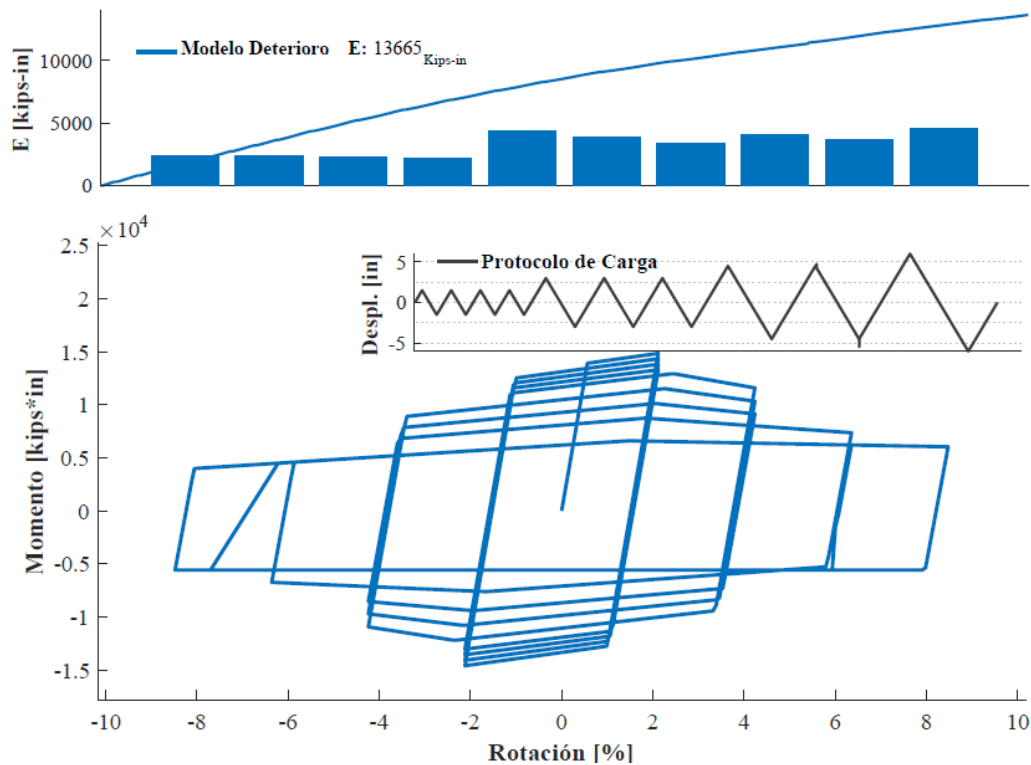 E [kips-in]
10000
5000
0
Modelo Deterioro E: 13665 Kips-in
×10⁴
Momento [kips*in]
2.5
2
1.5
1
0.5
0
-0.5
-1
-1.5
Despl. [in]
5
0
-5
Protocolo de Carga
-10 -8 -6 -4 -2 0 2 4 6 8 10
Rotación [%]